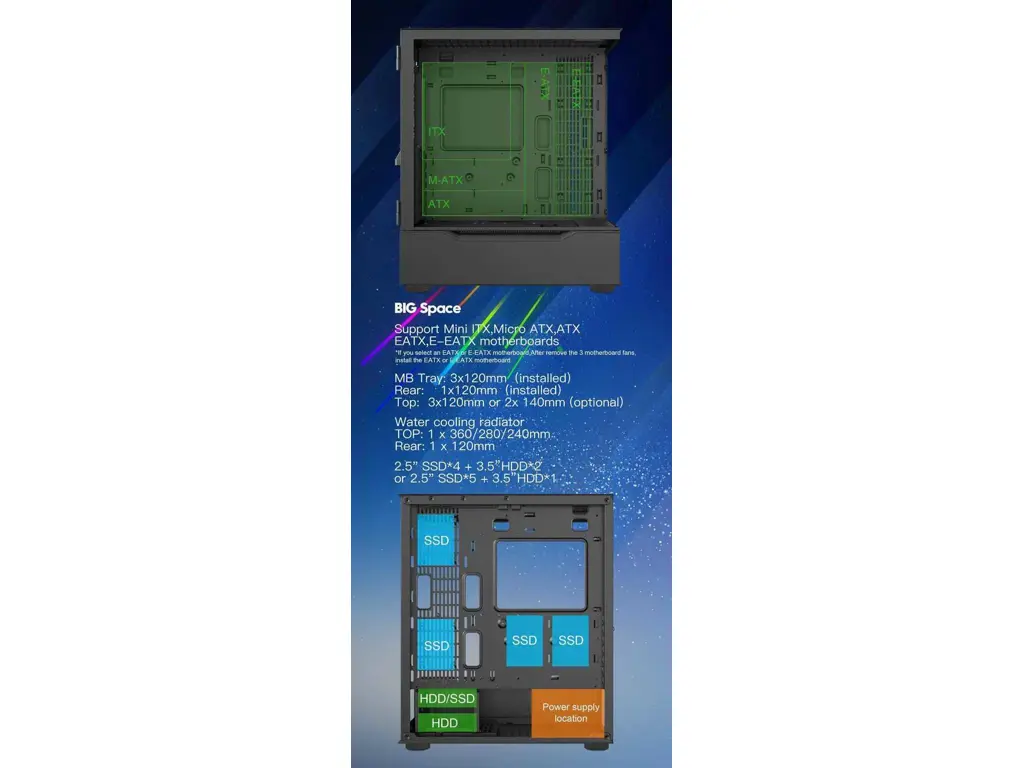 E-ATX
E-EATX
ITX
M-ATX
ATX
BIG Space
Support Mini ITX,Micro ATX,ATX
EATX,E-EATX motherboards
*If you select an EATX or E-EATX motherboard,After remove the 3 motherboard fans,
install the EATX or E-EATX motherboard
MB Tray: 3x120mm (installed)
Rear: 1x120mm (installed)
Top: 3x120mm or 2x 140mm (optional)
Water cooling radiator
TOP: 1 x 360/280/240mm
Rear: 1 x 120mm
2.5” SSD*4 + 3.5”HDD*2
or 2.5” SSD*5 + 3.5”HDD*1
SSD
SSD
SSD
SSD
HDD/SSD
HDD
Power supply
location